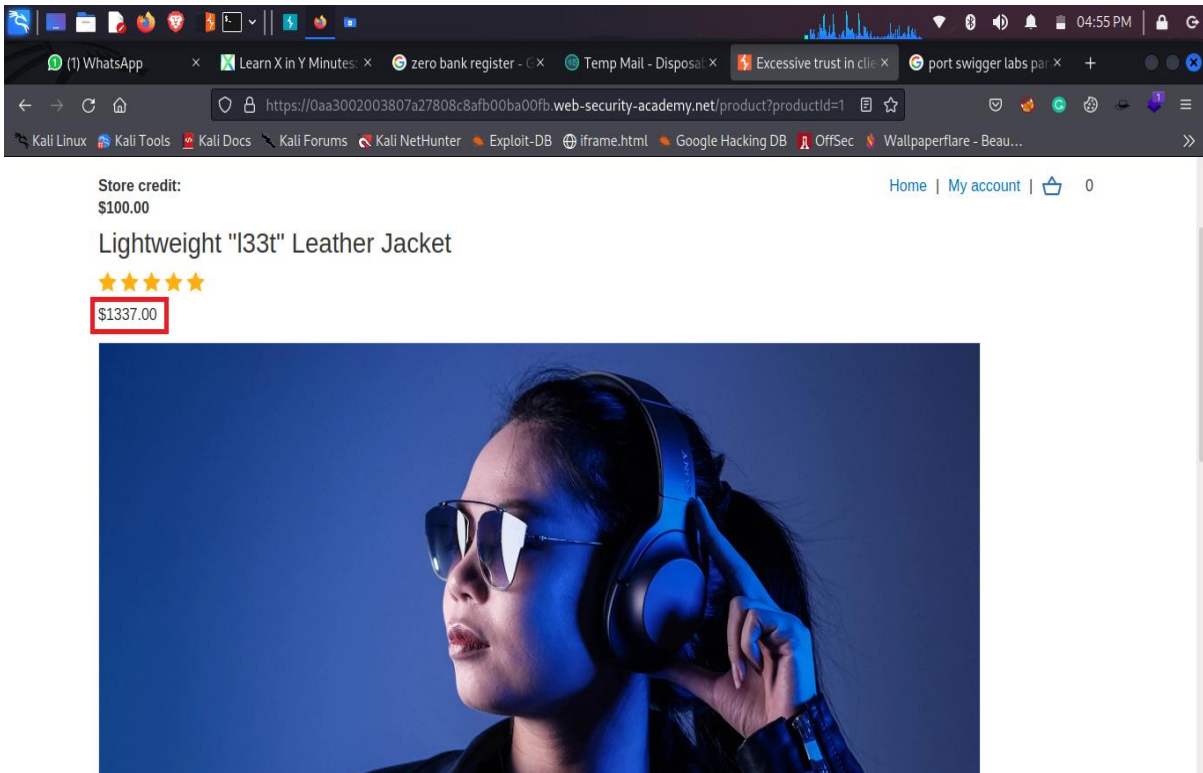 04:55 PM
(1) WhatsApp
Learn X in Y Minutes:
zero bank register - G
Temp Mail - Disposab
Excessive trust in clie
port swigger labs par
https://0aa3002003807a27808c8afb00ba00fb.web-security-academy.net/product?productId=1
Kali Linux Kali Tools Kali Docs Kali Forums Kali NetHunter Exploit-DB iframe.html Google Hacking DB OffSec Wallpaperflare - Beau…
Store credit:
$100.00
Home | My account | 0
Lightweight "l33t" Leather Jacket
$1337.00
SONY